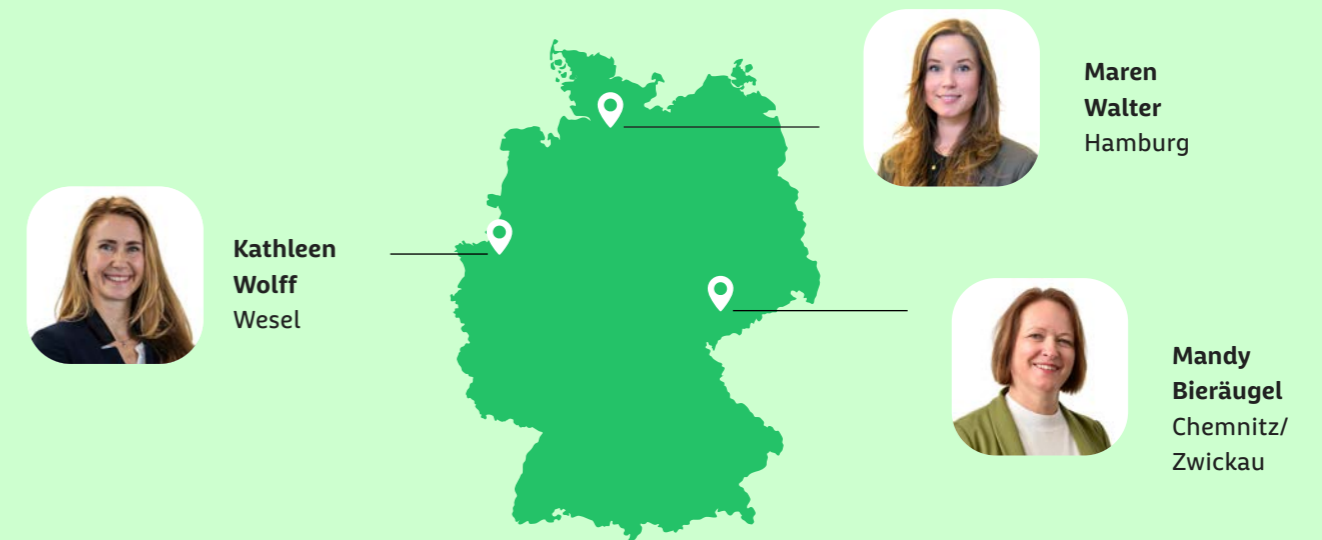 Maren
Walter
Hamburg
Kathleen
Wolff
Wesel
Mandy
Bieräugel
Chemnitz/
Zwickau